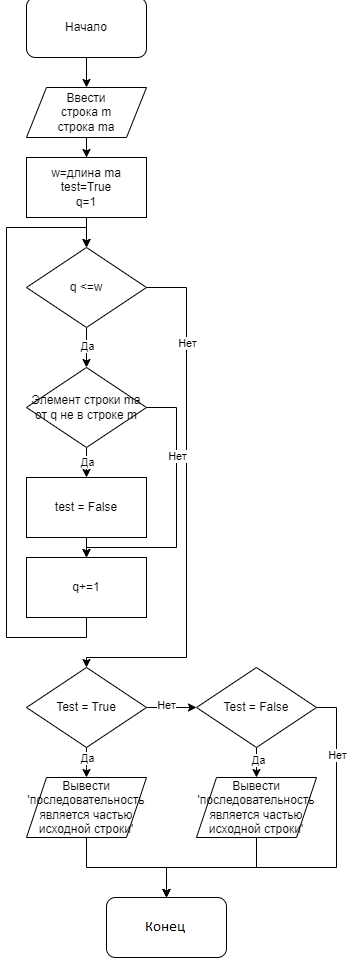 Начало
Ввести
строка m
строка ma
w=длина ma
test=True
q=1
q <=w
Нет
Да
Элемент строки ma
от q не в строке m
Да
Нет
test = False
q+=1
Test = True
Нет
Test = False
Нет
Да
Да
Вывести
'последовательность
является частью
исходной строки'
Вывести
'последовательность
является частью
исходной строки'
Конец